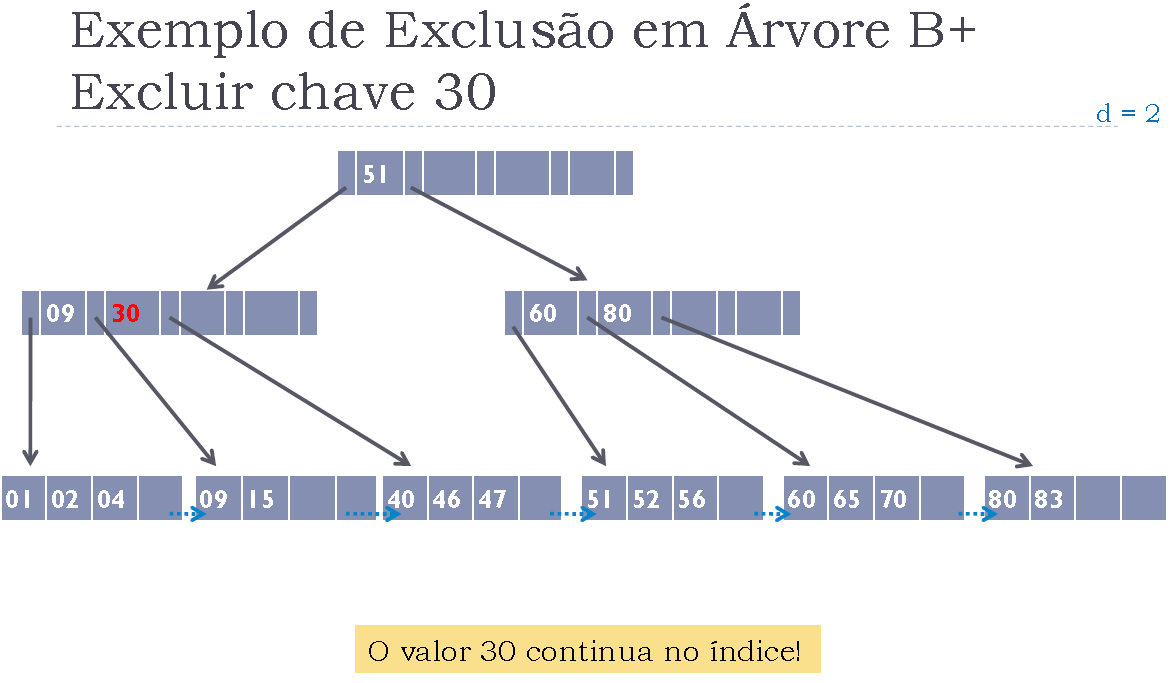 Exemplo de Exclusão em Árvore B+
Excluir chave 30
d = 2
51
09 30
60 80
01 02 04
09 15
40 46 47
51 52 56
60 65 70
80 83
O valor 30 continua no índice!